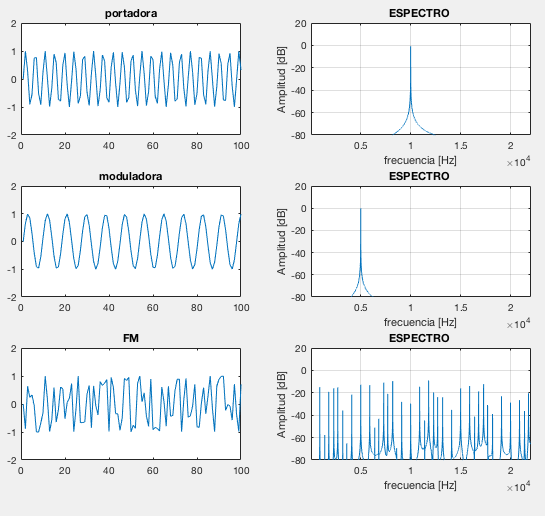 portadora
2
1
0
-1
-2
0 20 40 60 80 100
ESPECTRO
Amplitud [dB]
20
0
-20
-40
-60
-80
0.5 1 1.5 2
frecuencia [Hz]
×10^4
moduladora
2
1
0
-1
-2
0 20 40 60 80 100
ESPECTRO
Amplitud [dB]
20
0
-20
-40
-60
-80
0.5 1 1.5 2
frecuencia [Hz]
×10^4
FM
2
1
0
-1
-2
0 20 40 60 80 100
ESPECTRO
Amplitud [dB]
20
0
-20
-40
-60
-80
0.5 1 1.5 2
frecuencia [Hz]
×10^4